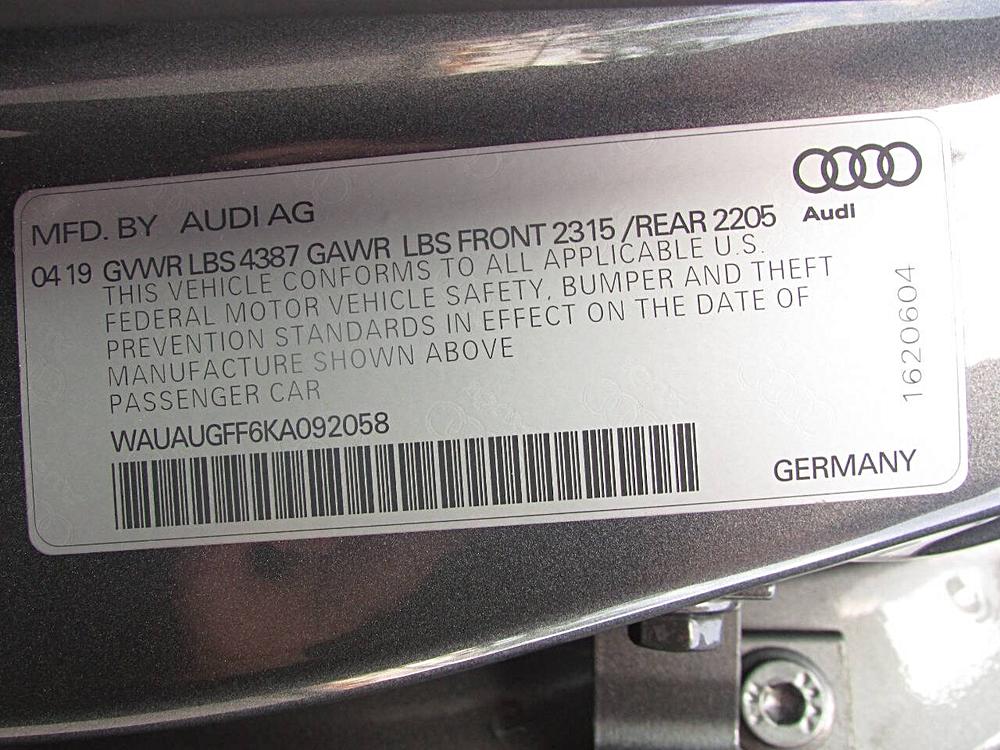 MFD. BY AUDI AG
Audi
04 19 GVWR LBS 4387 GAWR LBS FRONT 2315 /REAR 2205
THIS VEHICLE CONFORMS TO ALL APPLICABLE U.S.
FEDERAL MOTOR VEHICLE SAFETY, BUMPER AND THEFT
PREVENTION STANDARDS IN EFFECT ON THE DATE OF
MANUFACTURE SHOWN ABOVE
PASSENGER CAR
WAUAUGFF6KA092058
GERMANY
1620604